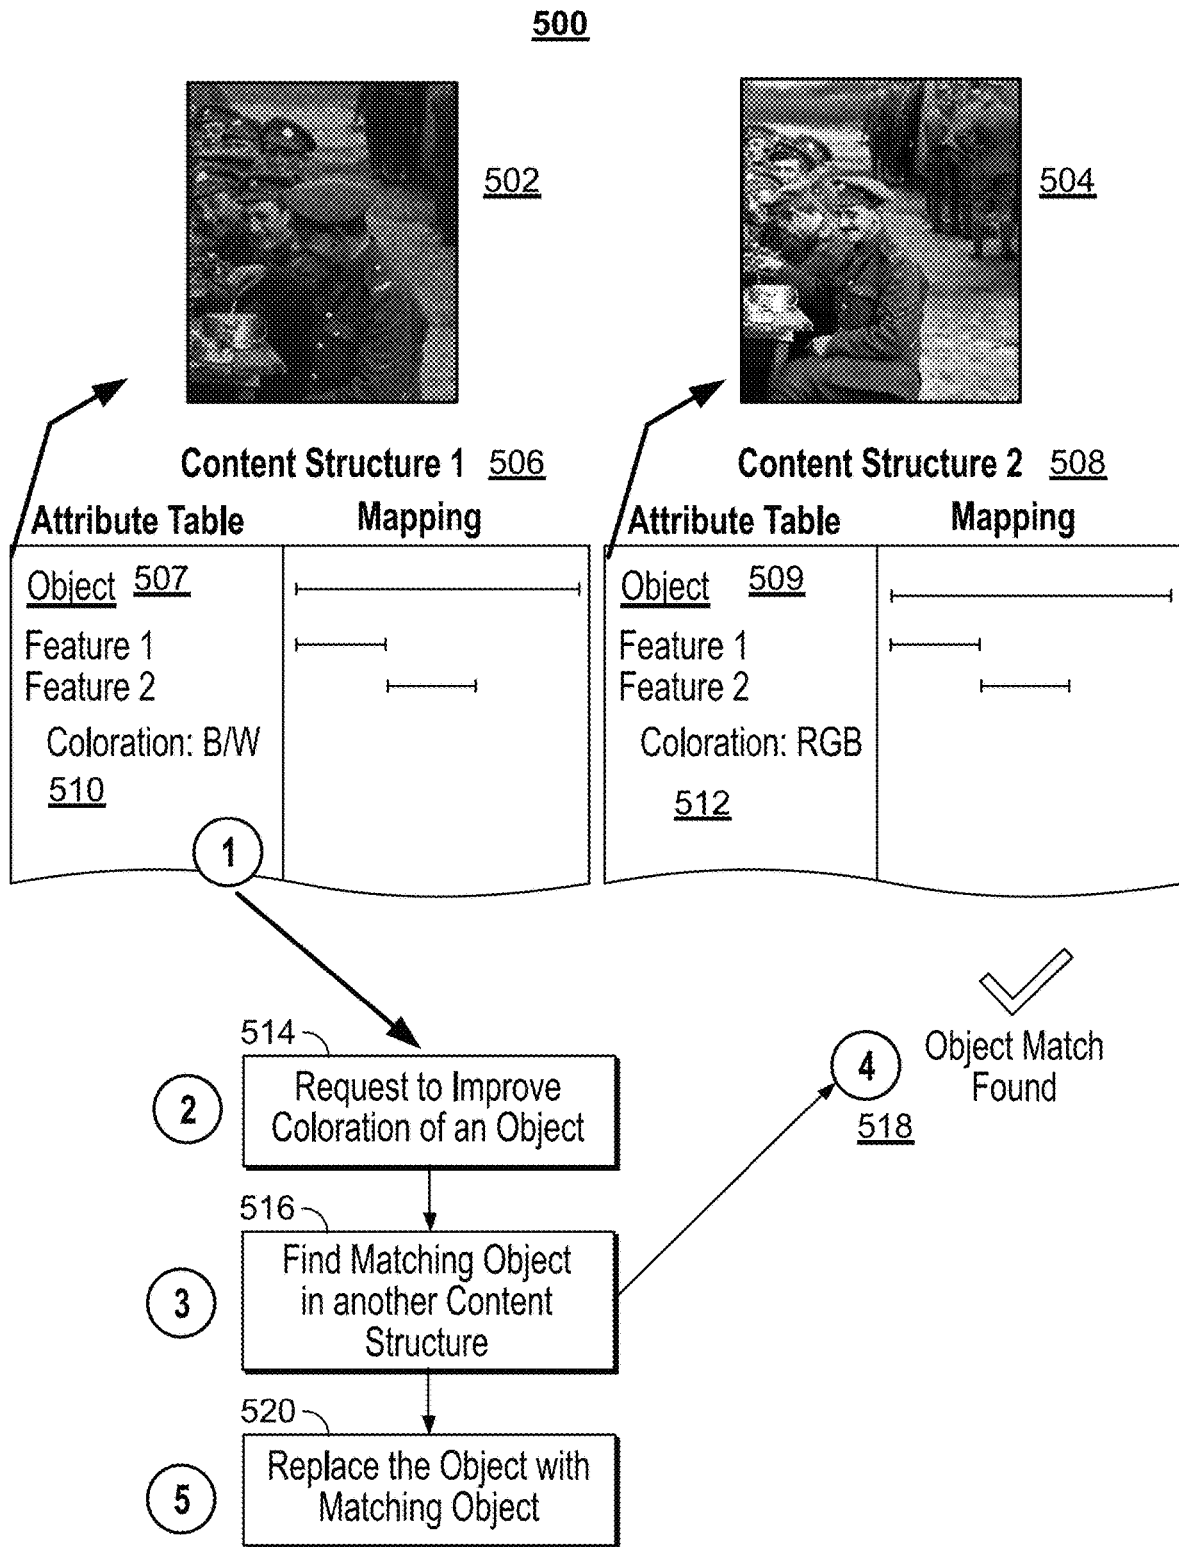 500
502
504
Content Structure 1 506
Content Structure 2 508
Attribute Table Mapping
Attribute Table Mapping
Object 507
Feature 1
Feature 2
Coloration: B/W
510
Object 509
Feature 1
Feature 2
Coloration: RGB
512
1
514
2
Request to Improve
Coloration of an Object
4
518
Object Match
Found
516
3
Find Matching Object
in another Content
Structure
520
5
Replace the Object with
Matching Object